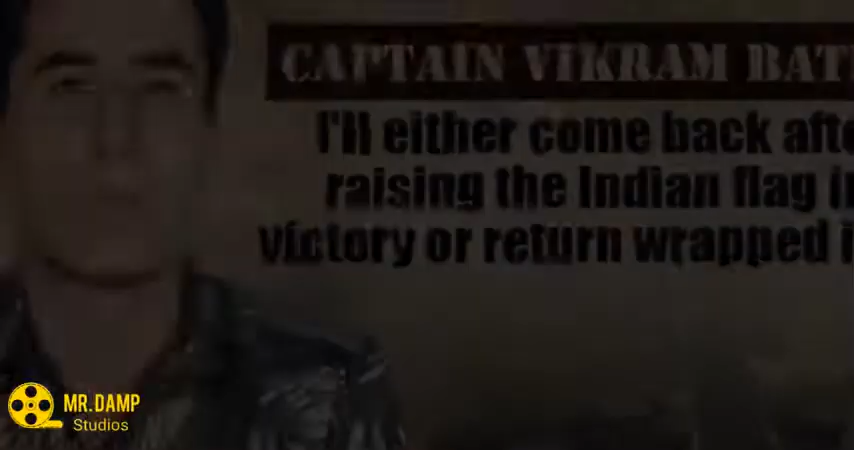 CAPTAIN VIKRAM BAT
I'll either come back afte
raising the Indian flag in
victory or return wrapped i
MR.DAMP
Studios